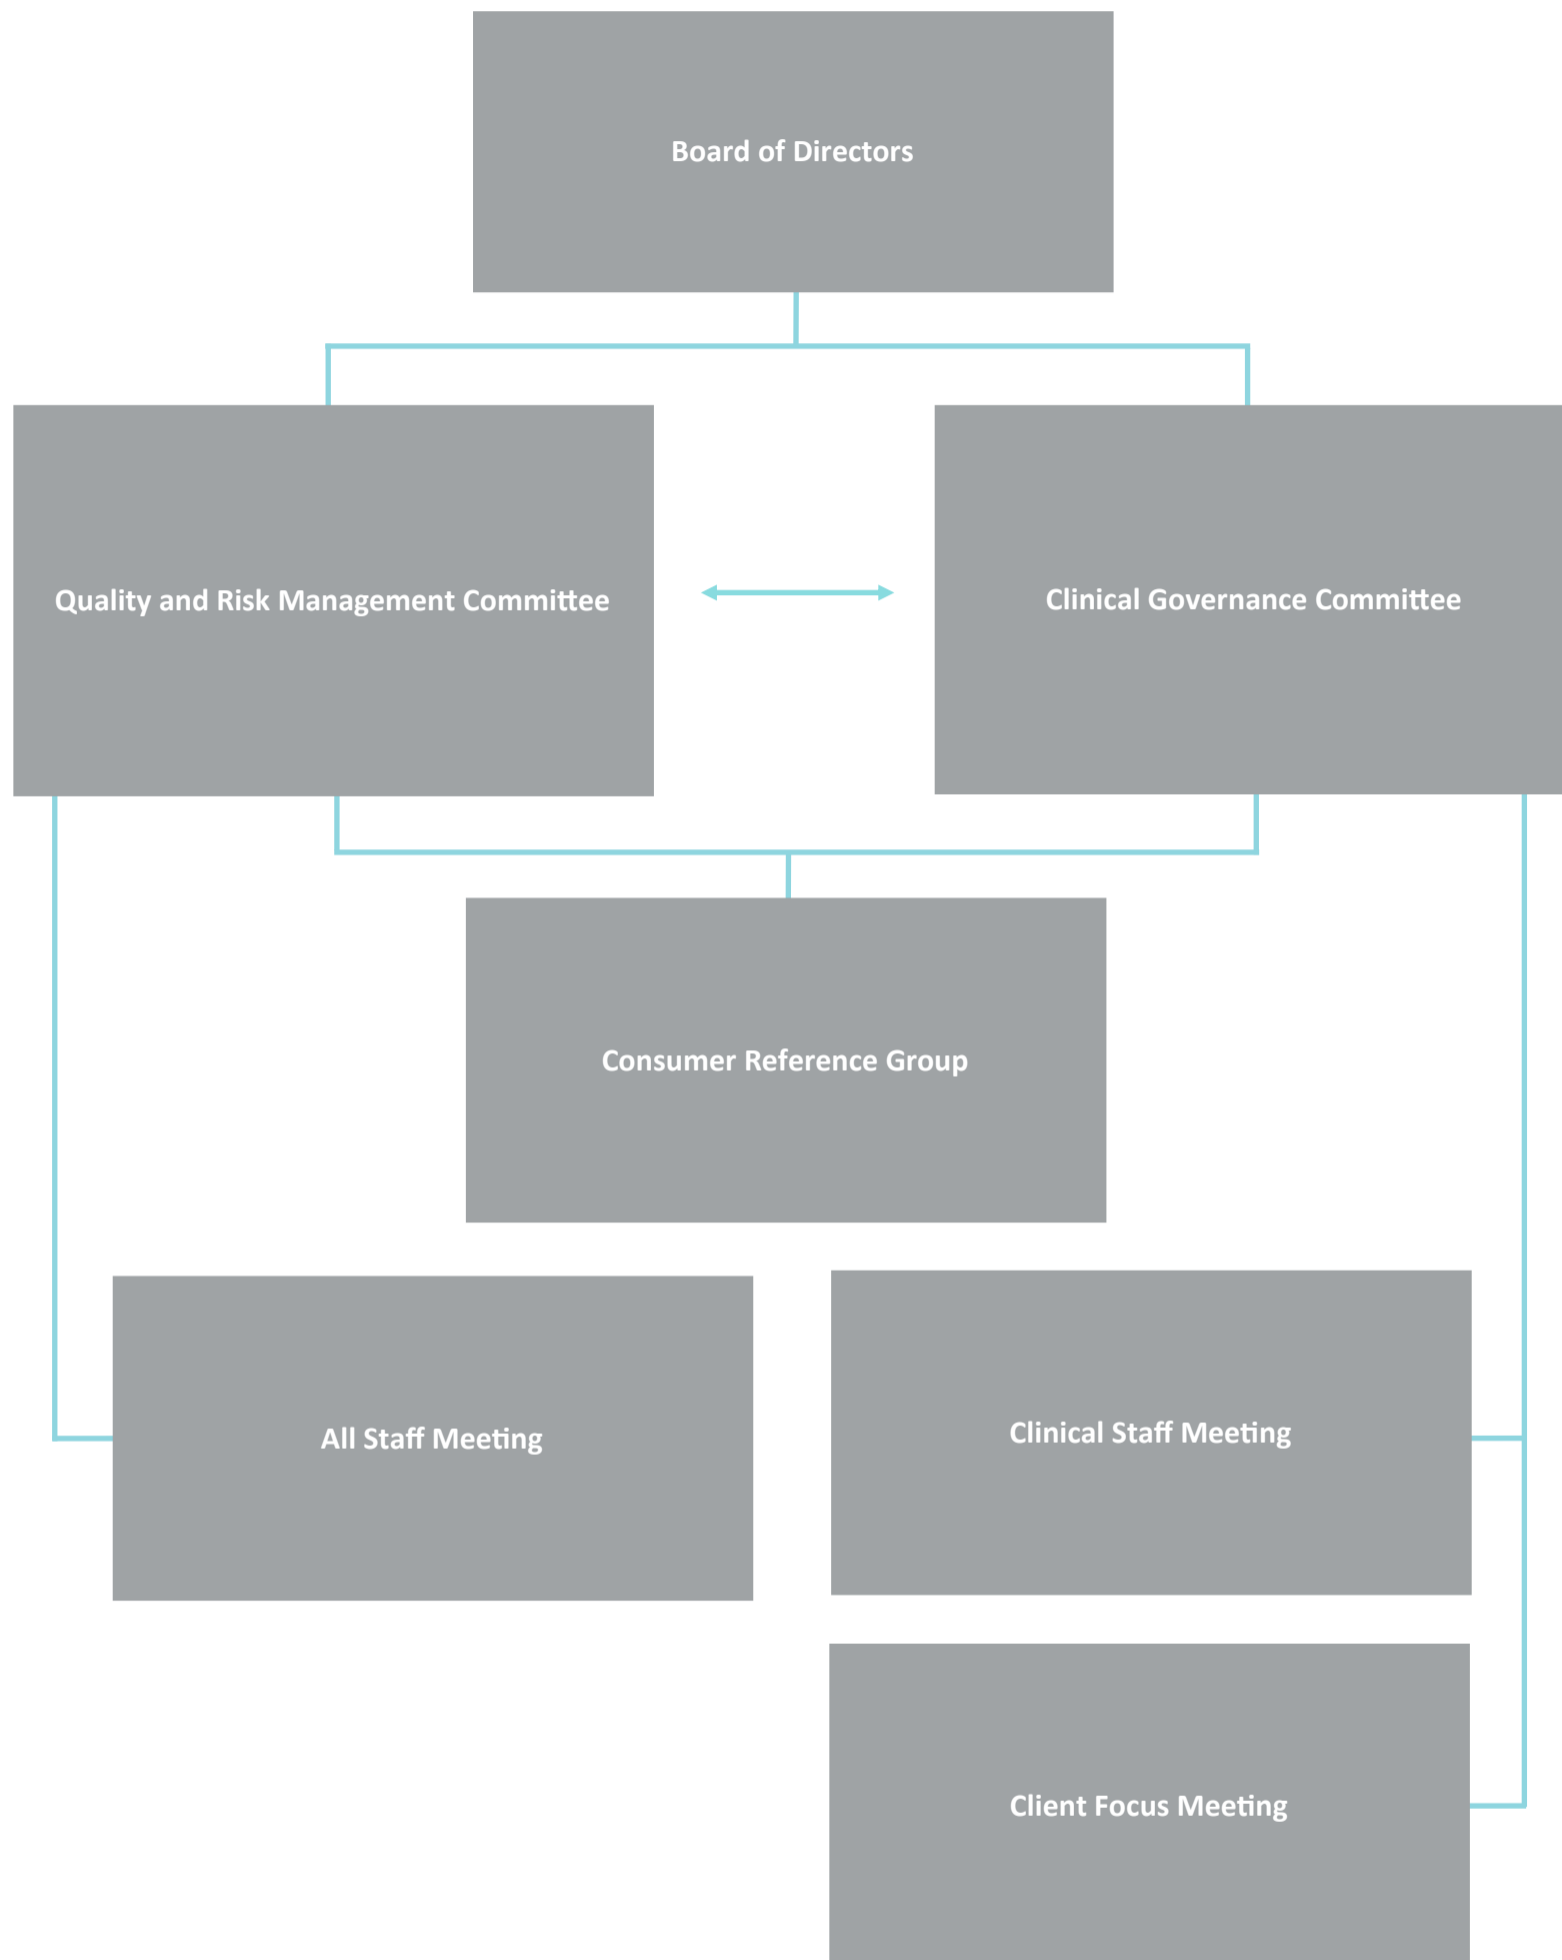 Board of Directors
Quality and Risk Management Committee
Clinical Governance Committee
Consumer Reference Group
All Staff Meeting
Clinical Staff Meeting
Client Focus Meeting